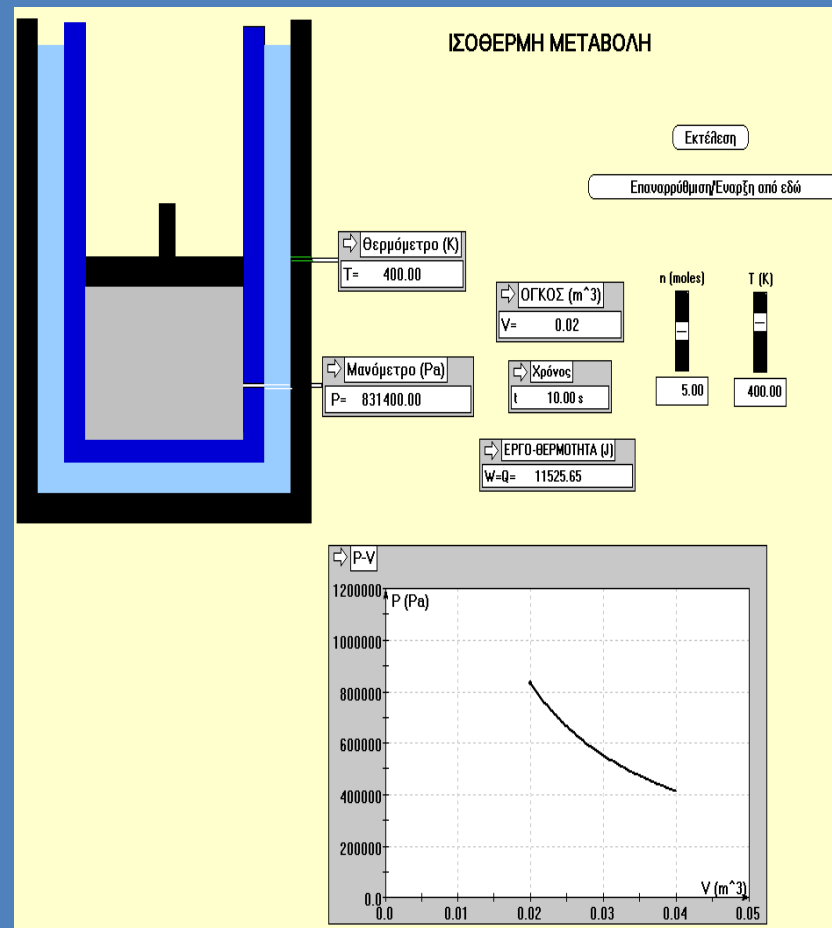 ΙΣΟΘΕΡΜΗ ΜΕΤΑΒΟΛΗ
Εκτέλεση
Επαναρρύθμιση/Εναρξη από εδώ
Θερμόμετρο (Κ)
T= 400.00
ΟΓΚΟΣ (m^3)
V= 0.02
n (moles)
T (K)
Μανόμετρο (Pa)
P= 831400.00
Χρόνος
t 10.00 s
5.00
400.00
ΕΡΓΟ-ΘΕΡΜΟΤΗΤΑ (J)
W=Q= 11525.65
P-V
1200000
P (Pa)
1000000
800000
600000
400000
200000
0.0
V (m^3)
0.0 0.01 0.02 0.03 0.04 0.05